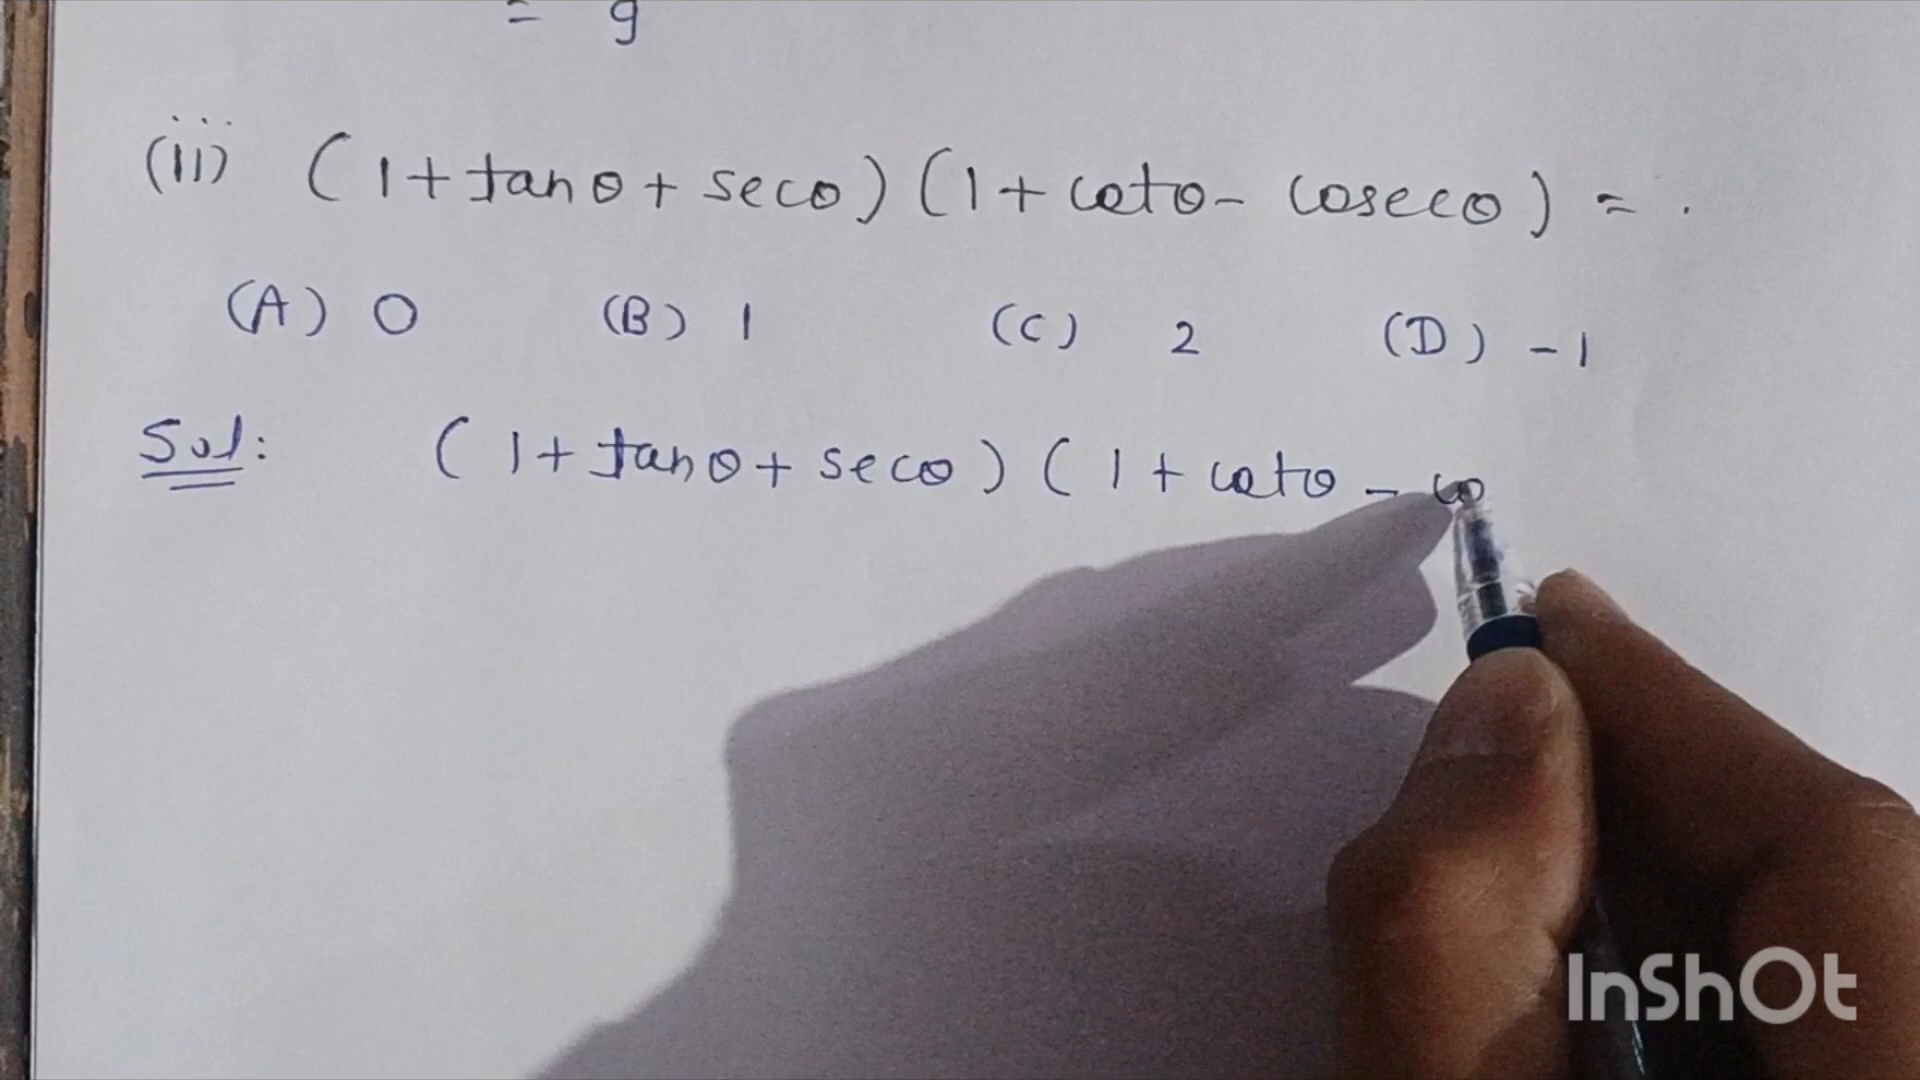 = 9
(iii) (1+tanθ+secθ)(1+cotθ-cosecθ) = .
(A) 0 (B) 1 (C) 2 (D) -1
Sol: (1+tanθ+secθ)(1+cotθ - co
InShOt